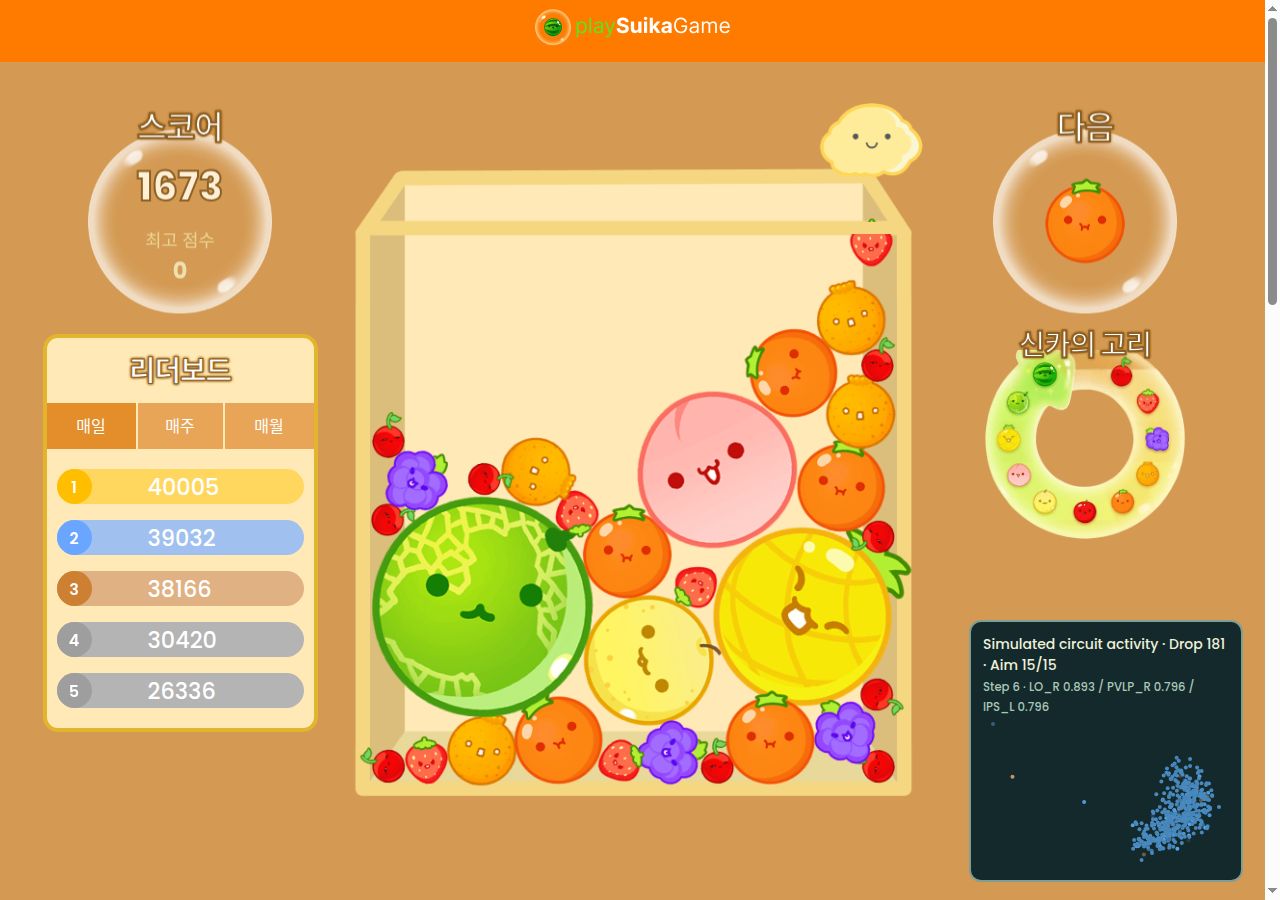 playSuikaGame
스코어
1673
최고 점수
0
다음
신카의 고리
리더보드
매일 매주 매월
1 40005
2 39032
3 38166
4 30420
5 26336
Simulated circuit activity · Drop 181
· Aim 15/15
Step 6 · LO_R 0.893 / PVLP_R 0.796 /
IPS_L 0.796